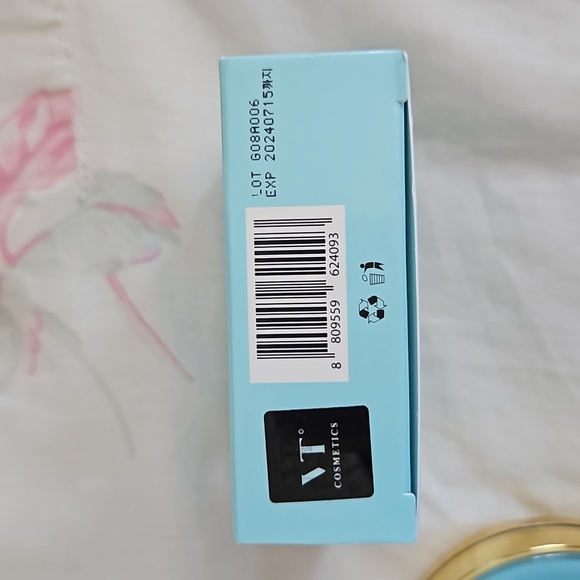 LOT G08A006
EXP 20240715까지
8 809559 624093
VT
COSMETICS